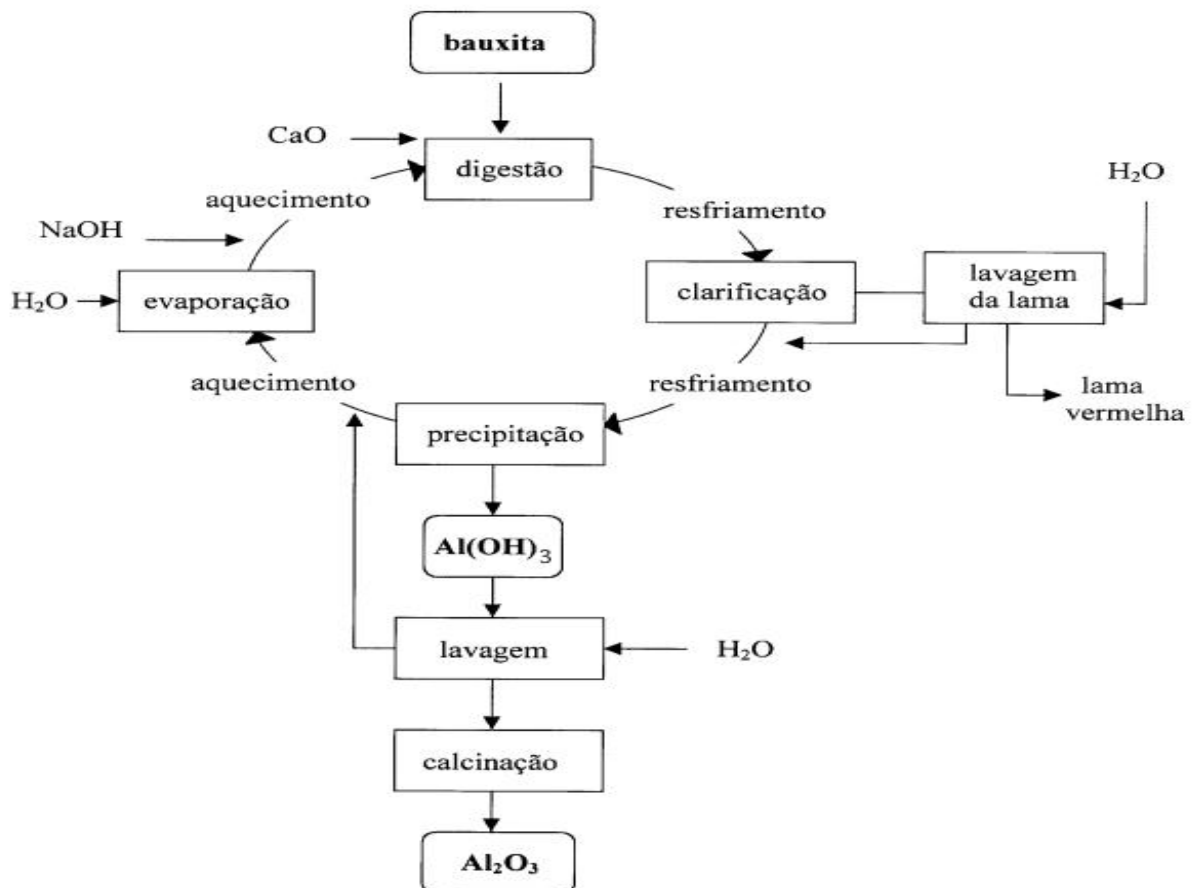 bauxita
CaO
digestão
H₂O
aquecimento
resfriamento
NaOH
H₂O
evaporação
clarificação
lavagem
da lama
aquecimento
resfriamento
lama
vermelha
precipitação
Al(OH)₃
lavagem
H₂O
calcinação
Al₂O₃